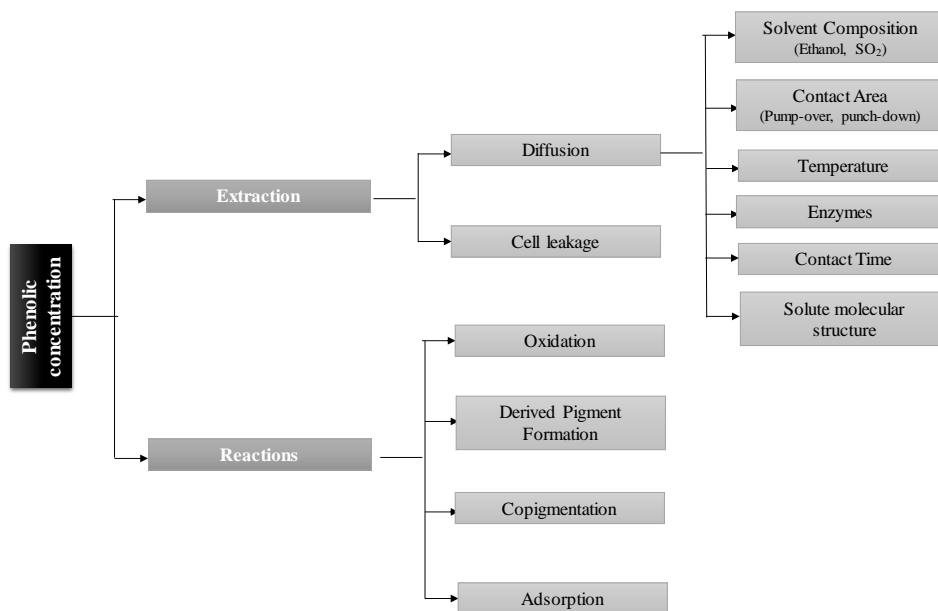 Phenolic
concentration
Extraction
Reactions
Diffusion
Cell leakage
Oxidation
Derived Pigment
Formation
Copigmentation
Adsorption
Solvent Composition
(Ethanol, SO₂)
Contact Area
(Pump-over, punch-down)
Temperature
Enzymes
Contact Time
Solute molecular
structure